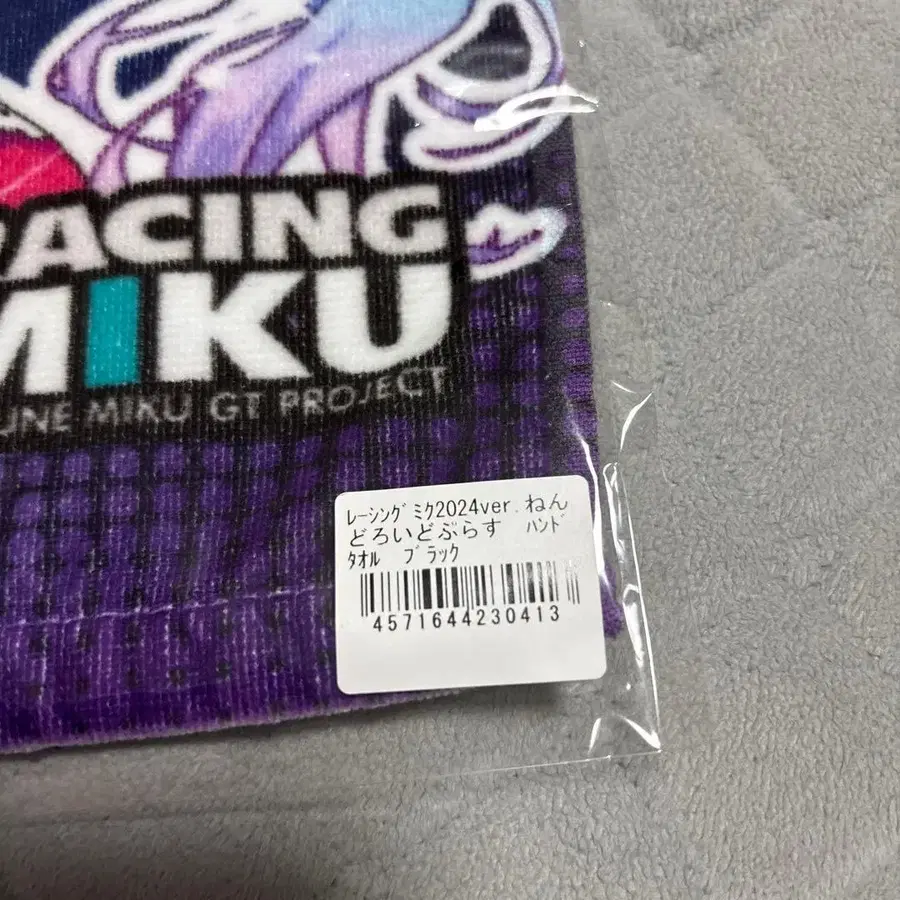 RACING
MIKU
UNE MIKU GT PROJECT
ﾚｰｼﾝｸﾞﾐｸ2024ver.ねん
どろいどぷらす　ﾊﾝﾄﾞ
ﾀｵﾙ　ﾌﾞﾗｯｸ
4571644230413